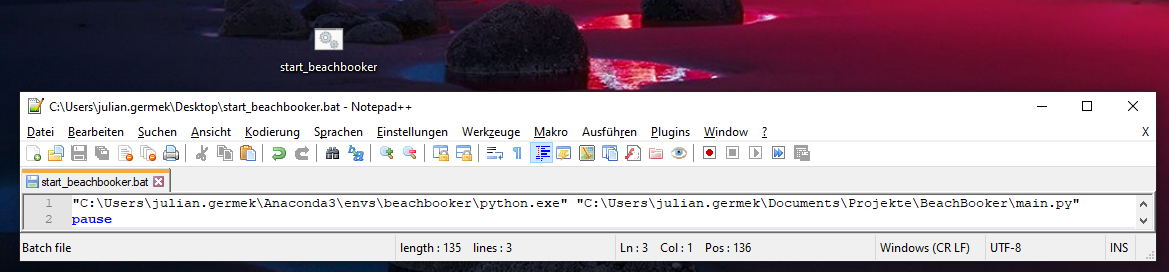 start_beachbooker
C:\Users\julian.germek\Desktop\start_beachbooker.bat - Notepad++
Datei Bearbeiten Suchen Ansicht Kodierung Sprachen Einstellungen Werkzeuge Makro Ausführen Plugins Window ? X
start_beachbooker.bat
1 "C:\Users\julian.germek\Anaconda3\envs\beachbooker\python.exe" "C:\Users\julian.germek\Documents\Projekte\BeachBooker\main.py"
2 pause
Batch file length : 135 lines : 3 Ln : 3 Col : 1 Pos : 136 Windows (CR LF) UTF-8 INS